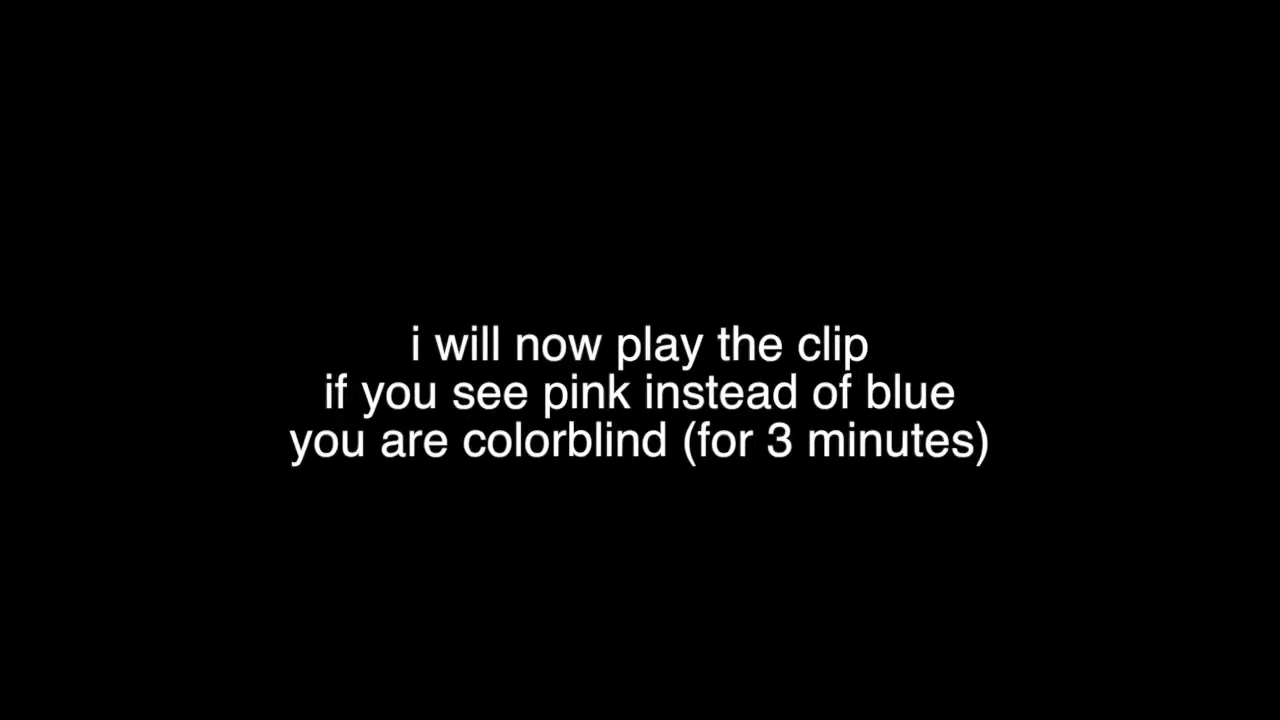 i will now play the clip
if you see pink instead of blue
you are colorblind (for 3 minutes)